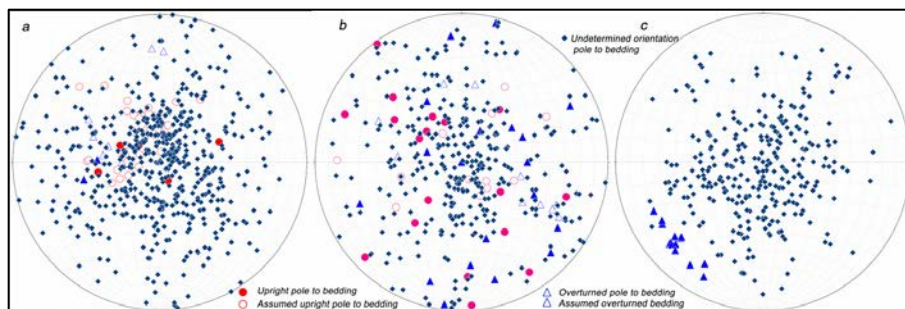 a
b
c
Undetermined orientation
pole to bedding
Upright pole to bedding
Assumed upright pole to bedding
Overturned pole to bedding
Assumed overturned bedding